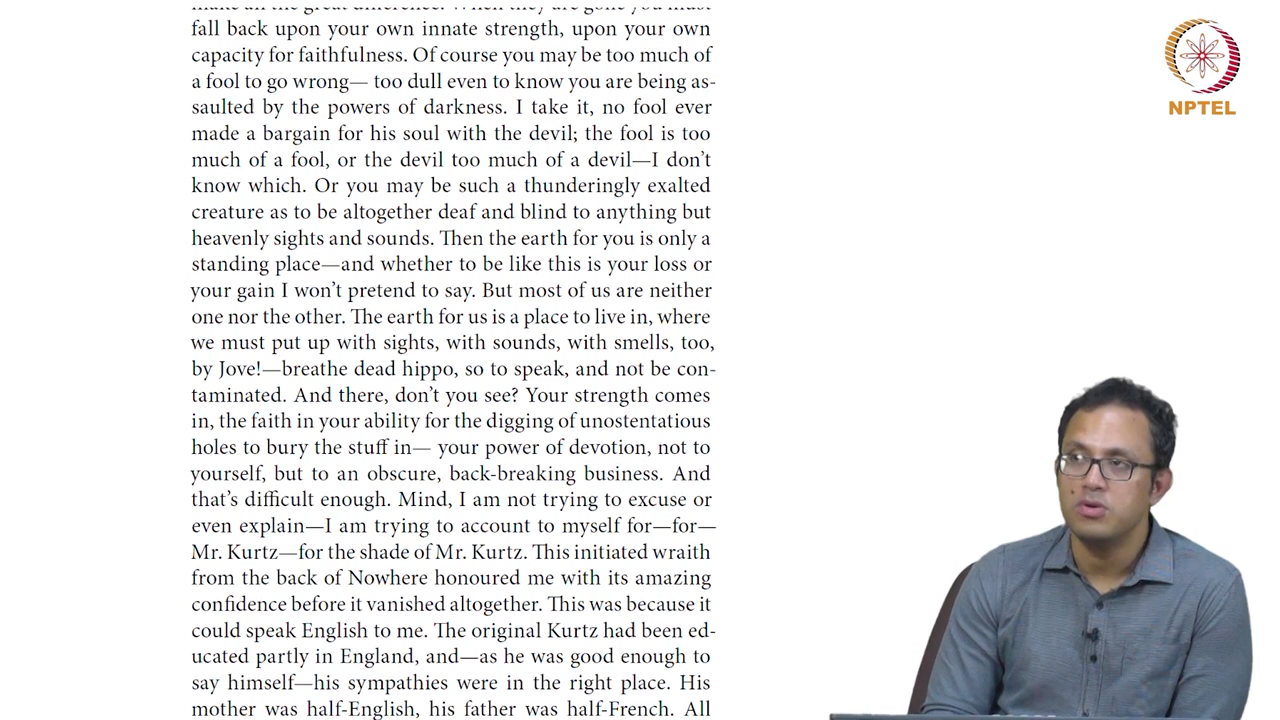 make all the great difference. When they are gone you must
fall back upon your own innate strength, upon your own
capacity for faithfulness. Of course you may be too much of
a fool to go wrong— too dull even to know you are being as-
saulted by the powers of darkness. I take it, no fool ever
made a bargain for his soul with the devil; the fool is too
much of a fool, or the devil too much of a devil—I don’t
know which. Or you may be such a thunderingly exalted
creature as to be altogether deaf and blind to anything but
heavenly sights and sounds. Then the earth for you is only a
standing place—and whether to be like this is your loss or
your gain I won’t pretend to say. But most of us are neither
one nor the other. The earth for us is a place to live in, where
we must put up with sights, with sounds, with smells, too,
by Jove!—breathe dead hippo, so to speak, and not be con-
taminated. And there, don’t you see? Your strength comes
in, the faith in your ability for the digging of unostentatious
holes to bury the stuff in— your power of devotion, not to
yourself, but to an obscure, back-breaking business. And
that’s difficult enough. Mind, I am not trying to excuse or
even explain—I am trying to account to myself for—for—
Mr. Kurtz—for the shade of Mr. Kurtz. This initiated wraith
from the back of Nowhere honoured me with its amazing
confidence before it vanished altogether. This was because it
could speak English to me. The original Kurtz had been ed-
ucated partly in England, and—as he was good enough to
say himself—his sympathies were in the right place. His
mother was half-English, his father was half-French. All
NPTEL